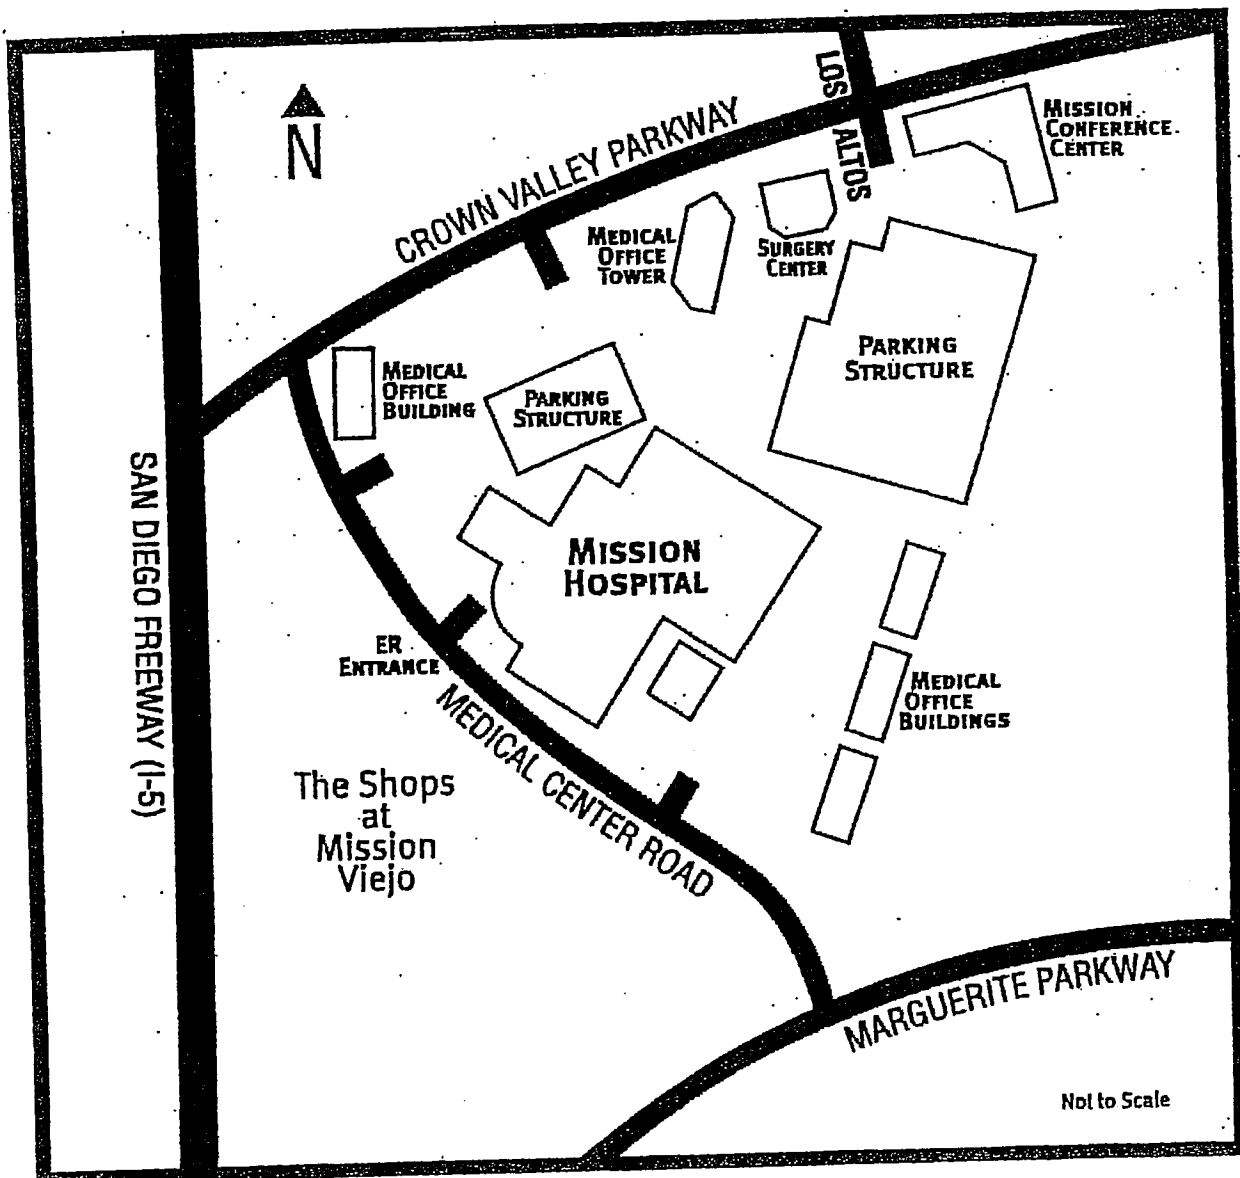 N
CROWN VALLEY PARKWAY
LOS ALTOS
MISSION
CONFERENCE
CENTER
MEDICAL
OFFICE
TOWER
SURGERY
CENTER
PARKING
STRUCTURE
MEDICAL
OFFICE
BUILDING
PARKING
STRUCTURE
SAN DIEGO FREEWAY (I-5)
MISSION
HOSPITAL
ER
ENTRANCE
MEDICAL
OFFICE
BUILDINGS
MEDICAL CENTER ROAD
The Shops
at
Mission
Viejo
MARGUERITE PARKWAY
Not to Scale